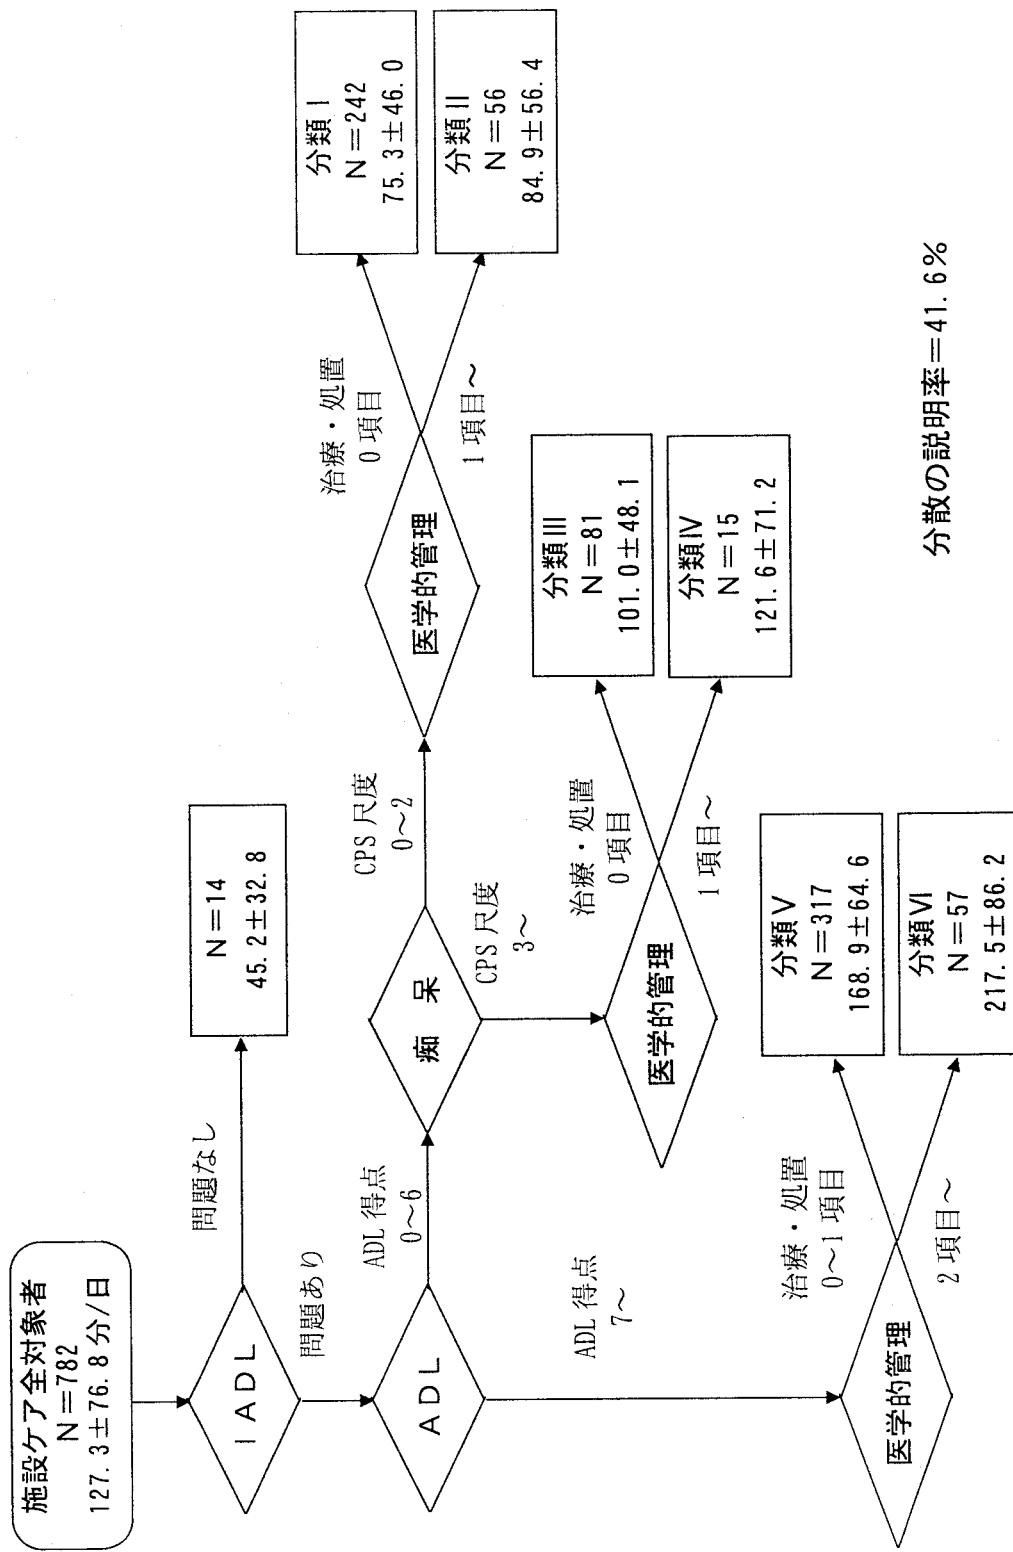 施設ケア全対象者
N=782
127.3±76.8分/日
IADL
問題なし
N=14
45.2±32.8
問題あり
ADL
ADL得点
0〜6
痴 呆
CPS尺度
0〜2
医学的管理
治療・処置
0項目
分類Ⅰ
N=242
75.3±46.0
1項目〜
分類Ⅱ
N=56
84.9±56.4
CPS尺度
3〜
医学的管理
治療・処置
0項目
分類Ⅲ
N=81
101.0±48.1
1項目〜
分類Ⅳ
N=15
121.6±71.2
ADL得点
7〜
医学的管理
治療・処置
0〜1項目
分類Ⅴ
N=317
168.9±64.6
2項目〜
分類Ⅵ
N=57
217.5±86.2
分散の説明率=41.6%